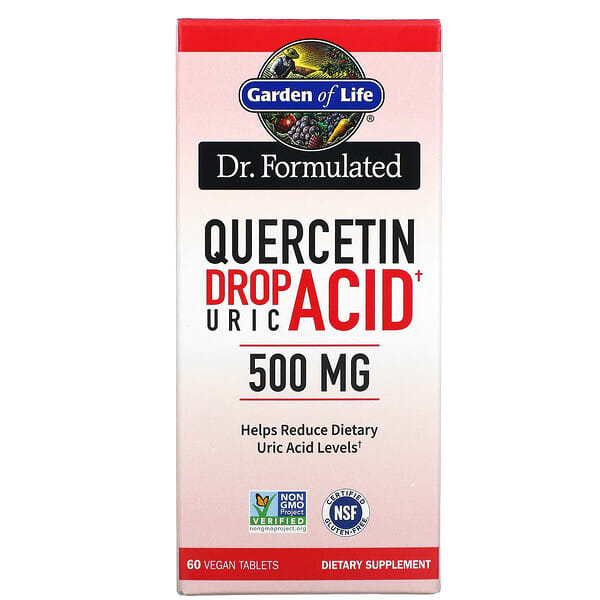 Garden of Life
®
Dr. Formulated
QUERCETIN
DROP ACID†
URIC
500 MG
Helps Reduce Dietary
Uric Acid Levels†
NON
GMO
Project
VERIFIED
nongmoproject.org
CERTIFIED
NSF
GLUTEN-FREE
60 VEGAN TABLETS DIETARY SUPPLEMENT